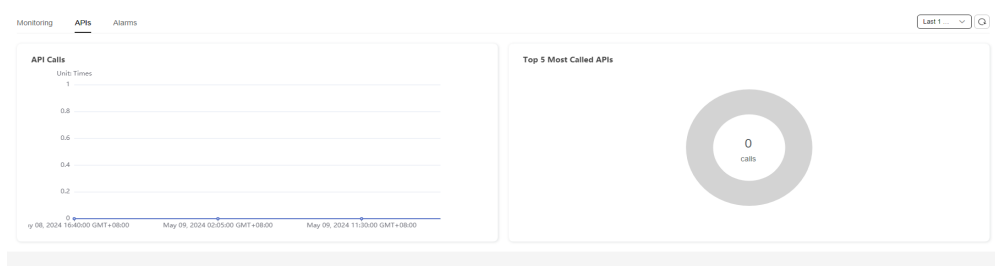 Monitoring APIs Alarms Last 1 ...
API Calls
Unit: Times
1
0.8
0.6
0.4
0.2
0
y 08, 2024 16:40:00 GMT+08:00 May 09, 2024 02:05:00 GMT+08:00 May 09, 2024 11:30:00 GMT+08:00
Top 5 Most Called APIs
0
calls